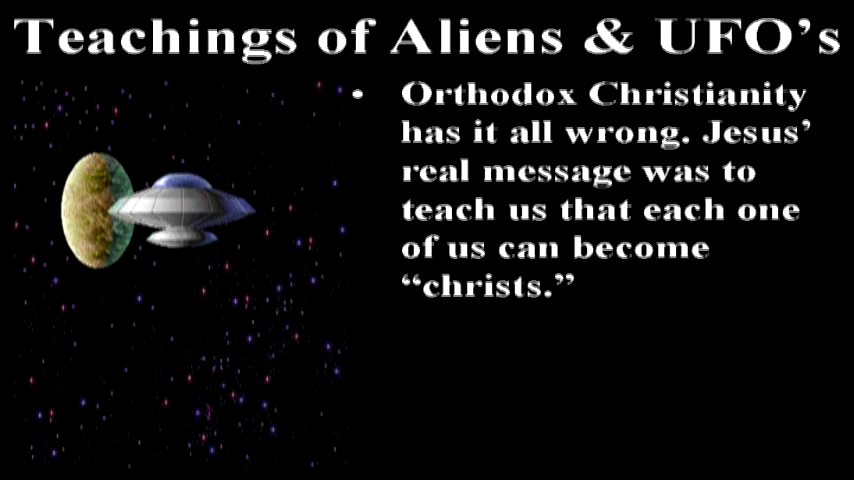 Teachings of Aliens & UFO’s
• Orthodox Christianity
has it all wrong. Jesus’
real message was to
teach us that each one
of us can become
“christs.”